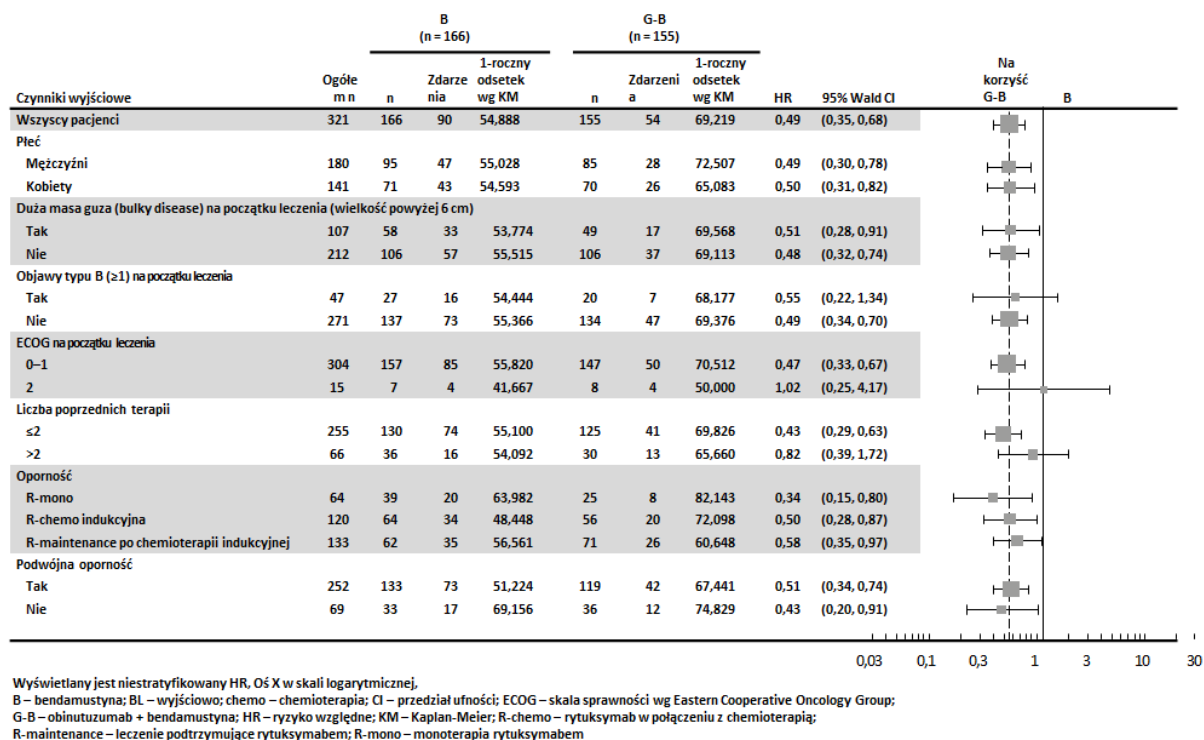 B G-B
(n = 166) (n = 155)
Czynniki wyjściowe Ogółe m n n Zdarze nia 1-roczny odsetek wg KM n Zdarzeni a 1-roczny odsetek wg KM HR 95% Wald CI Na korzyść G-B B
Wszyscy pacjenci 321 166 90 54,888 155 54 69,219 0,49 (0,35, 0,68)
Płeć
Mężczyźni 180 95 47 55,028 85 28 72,507 0,49 (0,30, 0,78)
Kobiety 141 71 43 54,593 70 26 65,083 0,50 (0,31, 0,82)
Duża masa guza (bulky disease) na początku leczenia (wielkość powyżej 6 cm)
Tak 107 58 33 53,774 49 17 69,568 0,51 (0,28, 0,91)
Nie 212 106 57 55,515 106 37 69,113 0,48 (0,32, 0,74)
Objawy typu B (≥1) na początku leczenia
Tak 47 27 16 54,444 20 7 68,177 0,55 (0,22, 1,34)
Nie 271 137 73 55,366 134 47 69,376 0,49 (0,34, 0,70)
ECOG na początku leczenia
0–1 304 157 85 55,820 147 50 70,512 0,47 (0,33, 0,67)
2 15 7 4 41,667 8 4 50,000 1,02 (0,25, 4,17)
Liczba poprzednich terapii
≤2 255 130 74 55,100 125 41 69,826 0,43 (0,29, 0,63)
>2 66 36 16 54,092 30 13 65,660 0,82 (0,39, 1,72)
Oporność
R-mono 64 39 20 63,982 25 8 82,143 0,34 (0,15, 0,80)
R-chemo indukcyjna 120 64 34 48,448 56 20 72,098 0,50 (0,28, 0,87)
R-maintenance po chemioterapii indukcyjnej 133 62 35 56,561 71 26 60,648 0,58 (0,35, 0,97)
Podwójna oporność
Tak 252 133 73 51,224 119 42 67,441 0,51 (0,34, 0,74)
Nie 69 33 17 69,156 36 12 74,829 0,43 (0,20, 0,91)
0,03 0,1 0,3 1 3 10 30
Wyświetlany jest niestratyfikowany HR, Oś X w skali logarytmicznej,
B – bendamustyna; BL – wyjściowo; chemo – chemioterapia; CI – przedział ufności; ECOG – skala sprawności wg Eastern Cooperative Oncology Group;
G-B – obinutuzumab + bendamustyna; HR – ryzyko względne; KM – Kaplan-Meier; R-chemo – rytuksymab w połączeniu z chemioterapią;
R-maintenance – leczenie podtrzymujące rytuksymabem; R-mono – monoterapia rytuksymabem